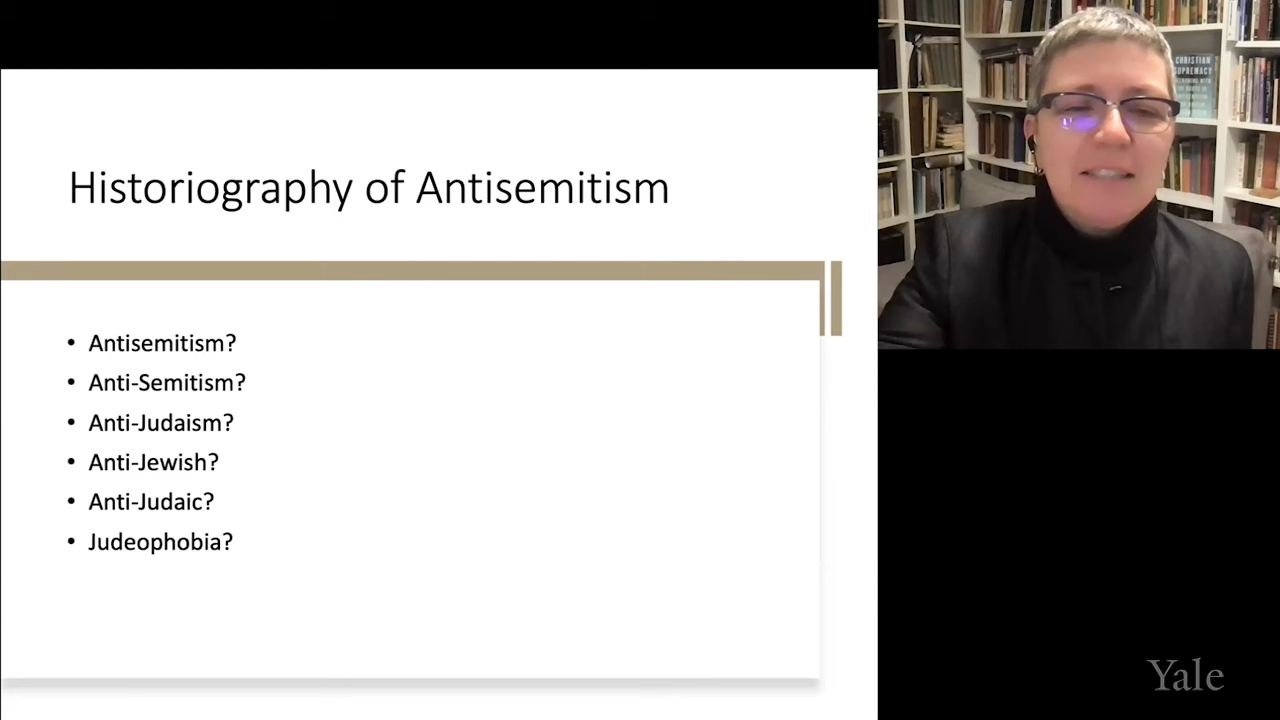 Historiography of Antisemitism
• Antisemitism?
• Anti-Semitism?
• Anti-Judaism?
• Anti-Jewish?
• Anti-Judaic?
• Judeophobia?
CHRISTIAN
SUPREMACY
Yale